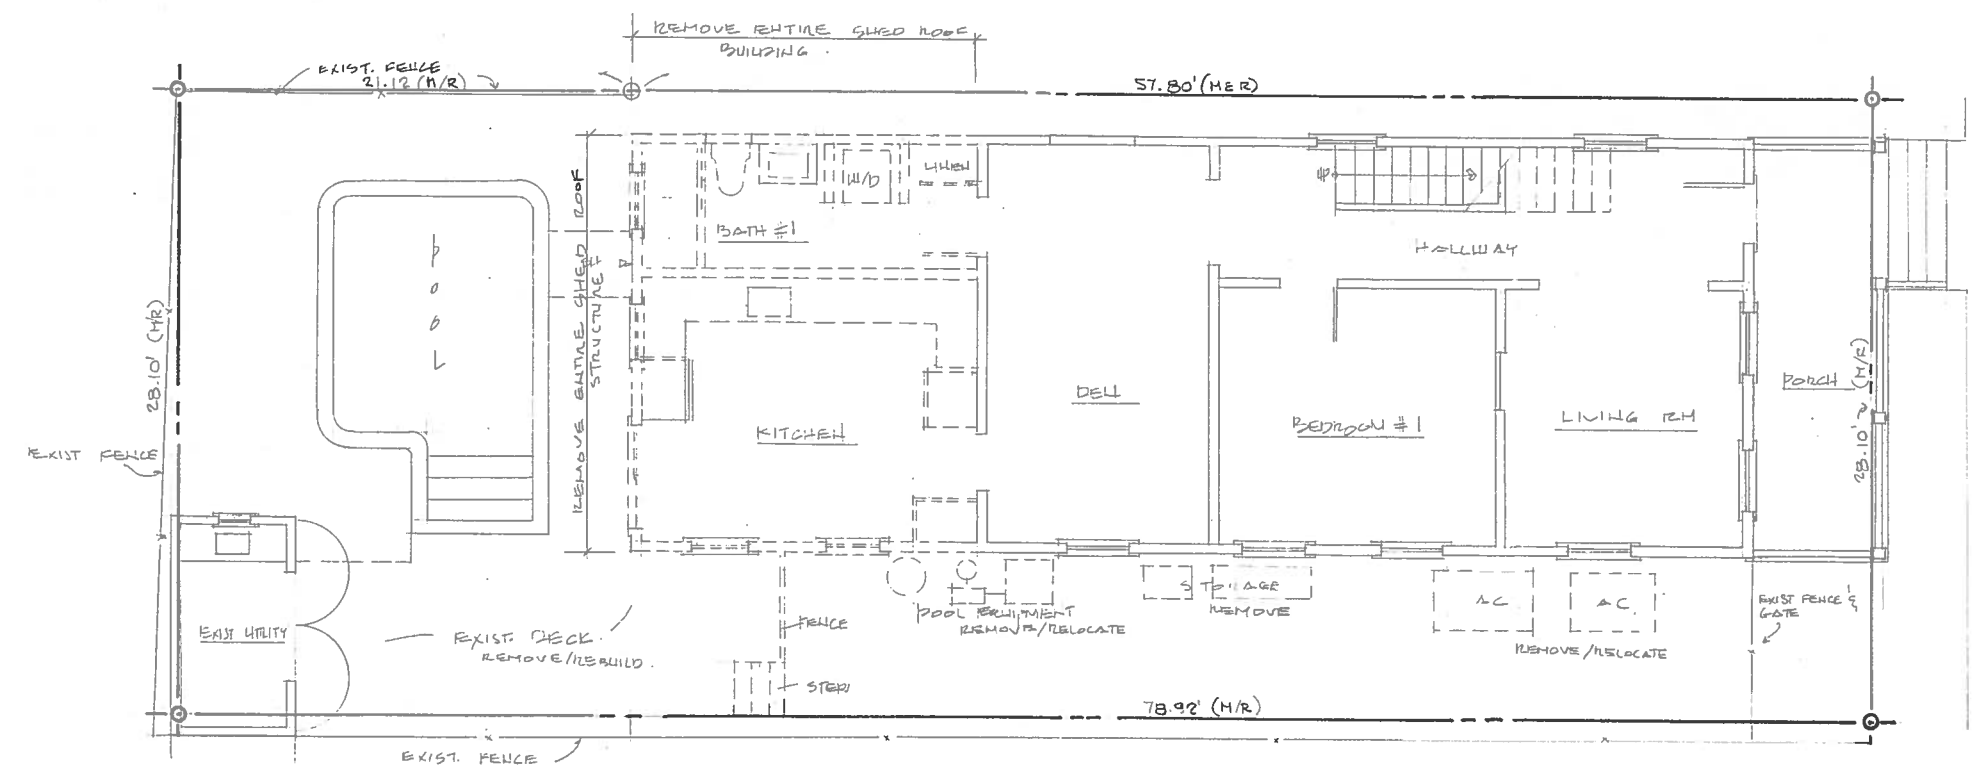 REMOVE ENTIRE SHED ROOF
BUILDING.
EXIST. FENCE
21.12 (M/R)
57.80' (M&R)
REMOVE ENTIRE SHED ROOF
STRUCTURE
LINEN
W/D
UP
BATH #1
HALLWAY
POOL
28.10' (M/R)
28.10' (M/R)
PORCH
DEN
KITCHEN
BEDROOM #1
LIVING RM
EXIST FENCE
STORAGE
REMOVE
AC
AC
EXIST FENCE &
GATE
POOL EQUIPMENT
REMOVE/RELOCATE
FENCE
EXIST UTILITY
EXIST. DECK
REMOVE/REBUILD.
REMOVE/RELOCATE
STEPS
78.92' (M/R)
EXIST. FENCE